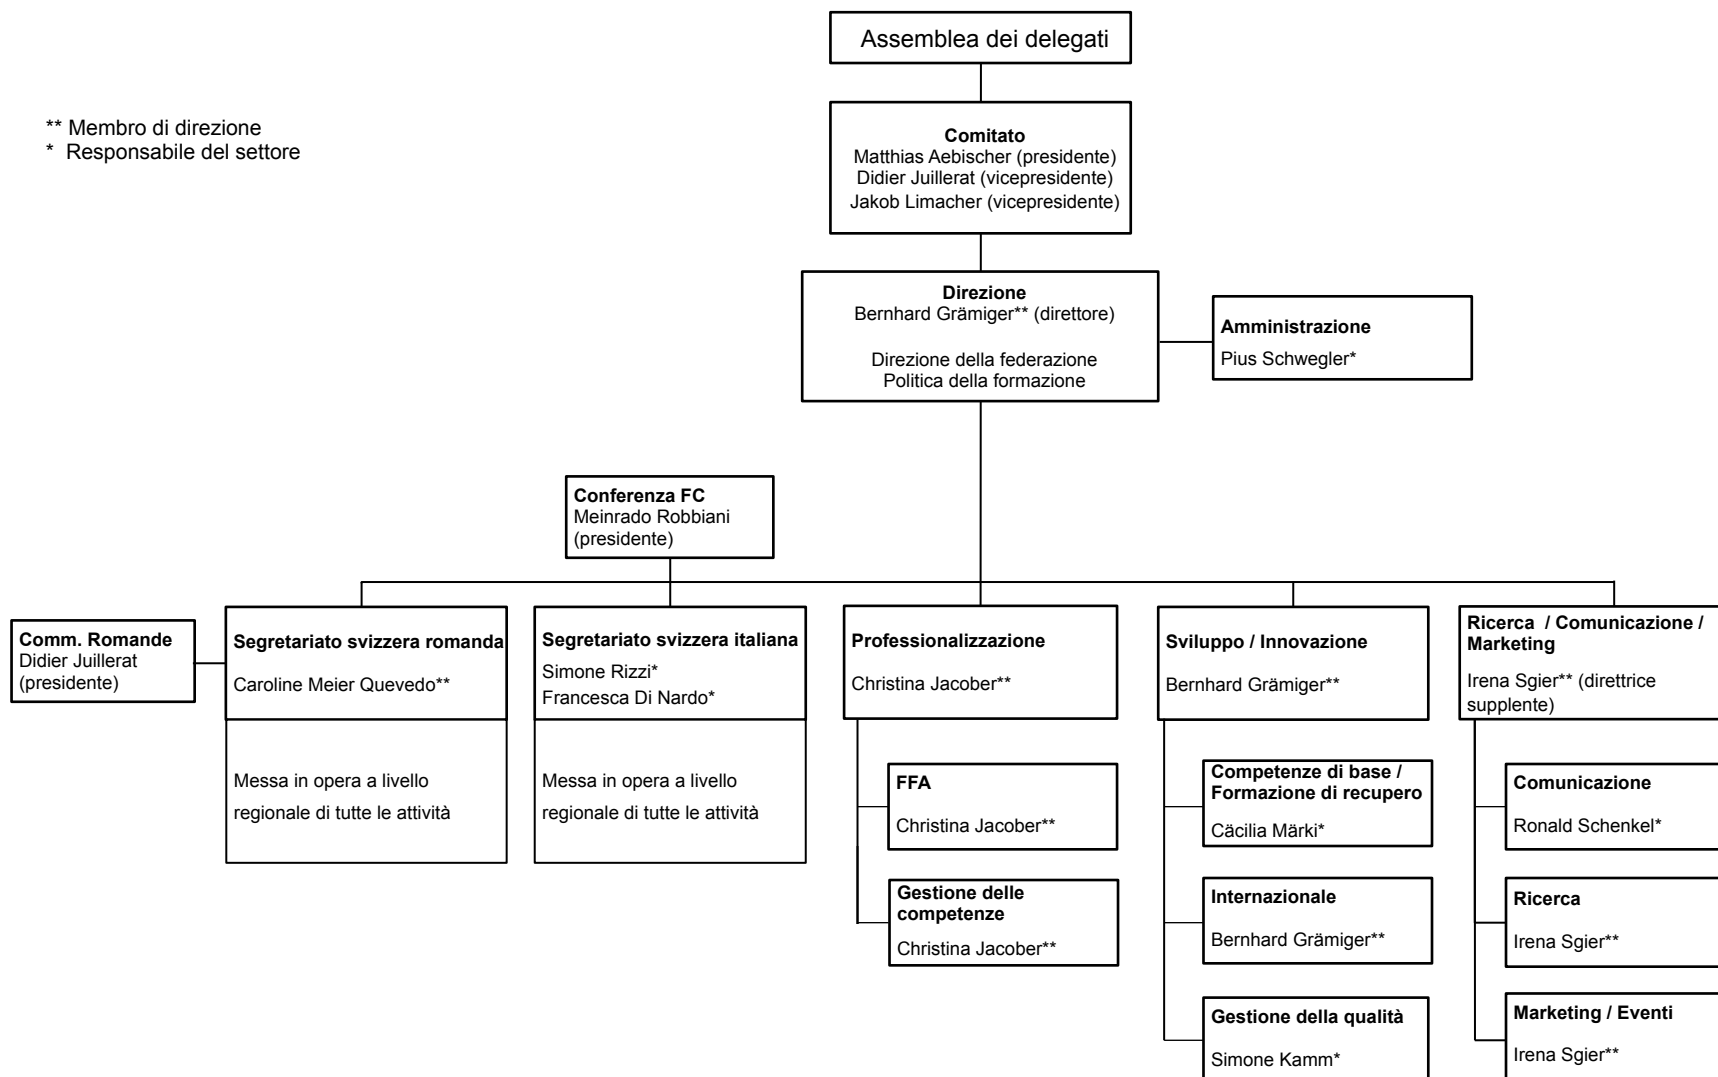 Assemblea dei delegati
** Membro di direzione
* Responsabile del settore
Comitato
Matthias Aebischer (presidente)
Didier Juillerat (vicepresidente)
Jakob Limacher (vicepresidente)
Direzione
Bernhard Grämiger** (direttore)
Direzione della federazione
Politica della formazione
Amministrazione
Pius Schwegler*
Conferenza FC
Meinrado Robbiani
(presidente)
Comm. Romande
Didier Juillerat
(presidente)
Segretariato svizzera romanda
Caroline Meier Quevedo**
Messa in opera a livello
regionale di tutte le attività
Segretariato svizzera italiana
Simone Rizzi*
Francesca Di Nardo*
Messa in opera a livello
regionale di tutte le attività
Professionalizzazione
Christina Jacober**
FFA
Christina Jacober**
Gestione delle
competenze
Christina Jacober**
Sviluppo / Innovazione
Bernhard Grämiger**
Competenze di base /
Formazione di recupero
Cäcilia Märki*
Internazionale
Bernhard Grämiger**
Gestione della qualità
Simone Kamm*
Ricerca / Comunicazione /
Marketing
Irena Sgier** (direttrice
supplente)
Comunicazione
Ronald Schenkel*
Ricerca
Irena Sgier**
Marketing / Eventi
Irena Sgier**